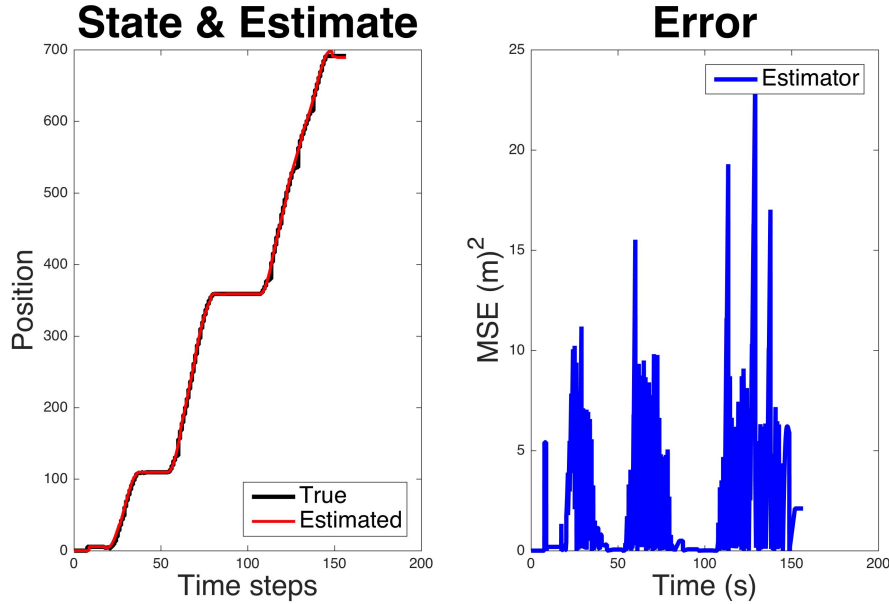 State & Estimate
700
600
500
400
300
200
100
0
0 50 100 150 200
Position
Time steps
True
Estimated
Error
25
20
15
10
5
0
0 50 100 150 200
MSE (m)²
Time (s)
Estimator